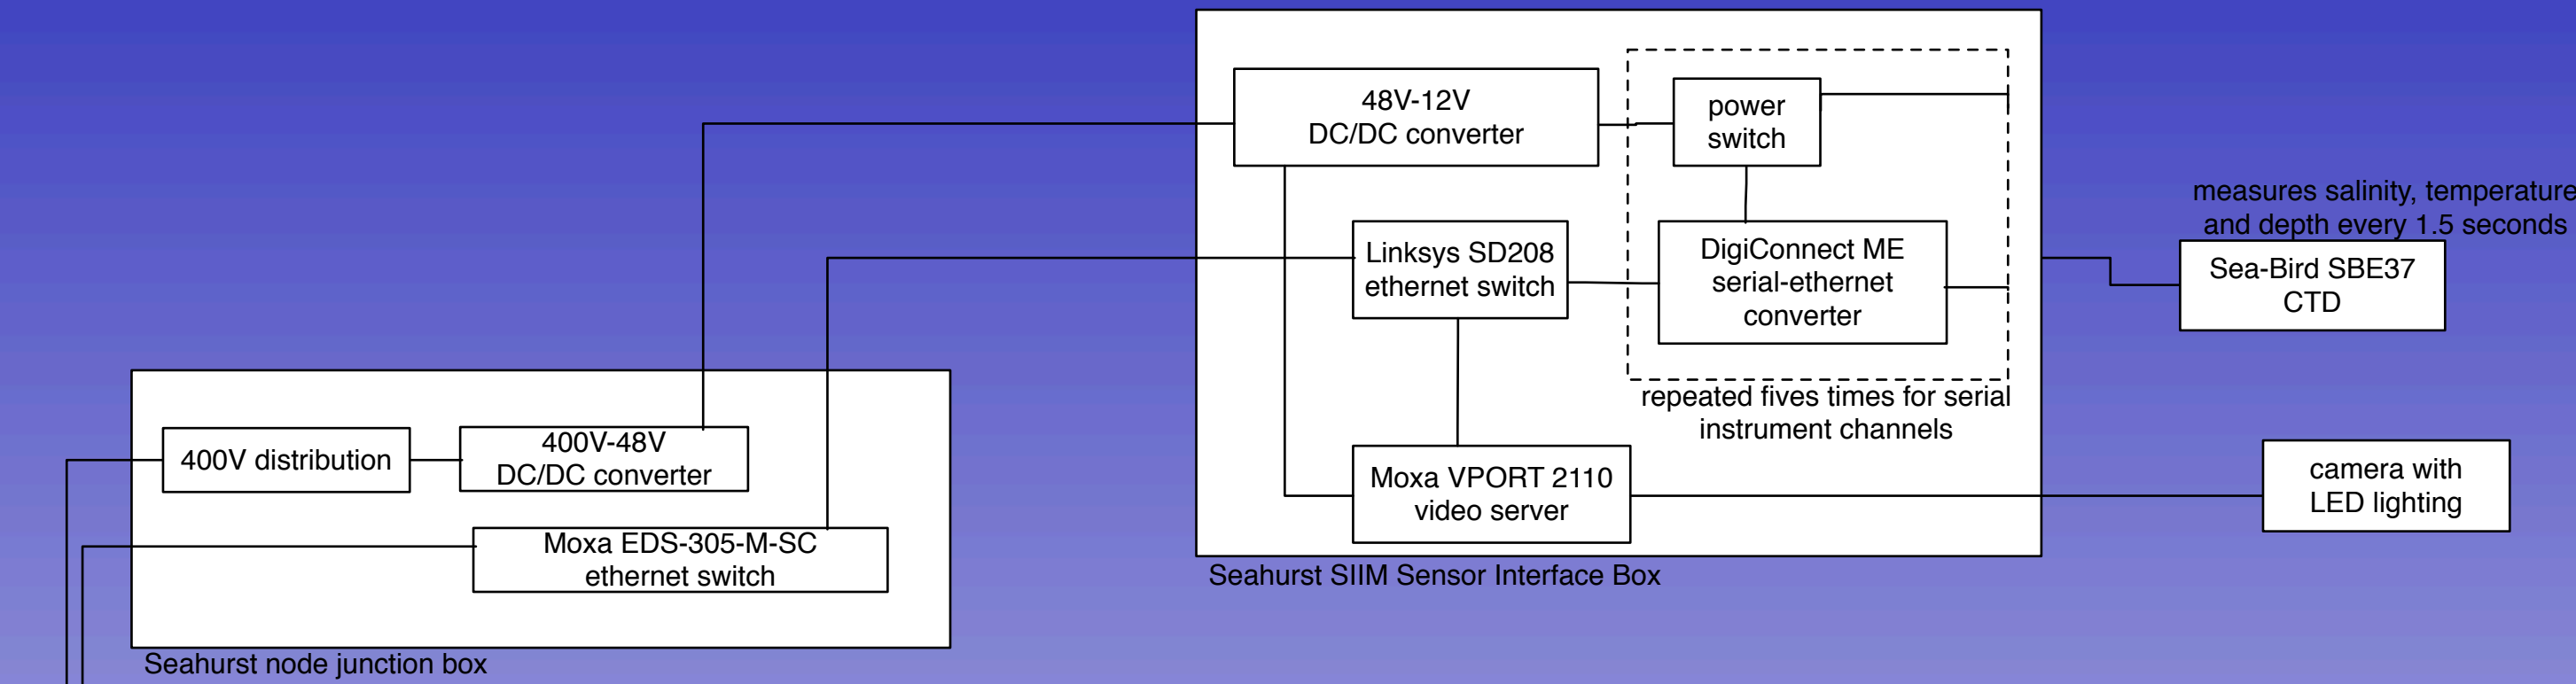 48V-12V
DC/DC converter
power
switch
measures salinity, temperature
and depth every 1.5 seconds
Linksys SD208
ethernet switch
DigiConnect ME
serial-ethernet
converter
Sea-Bird SBE37
CTD
repeated fives times for serial
instrument channels
400V distribution
400V-48V
DC/DC converter
Moxa VPORT 2110
video server
camera with
LED lighting
Moxa EDS-305-M-SC
ethernet switch
Seahurst SIIM Sensor Interface Box
Seahurst node junction box